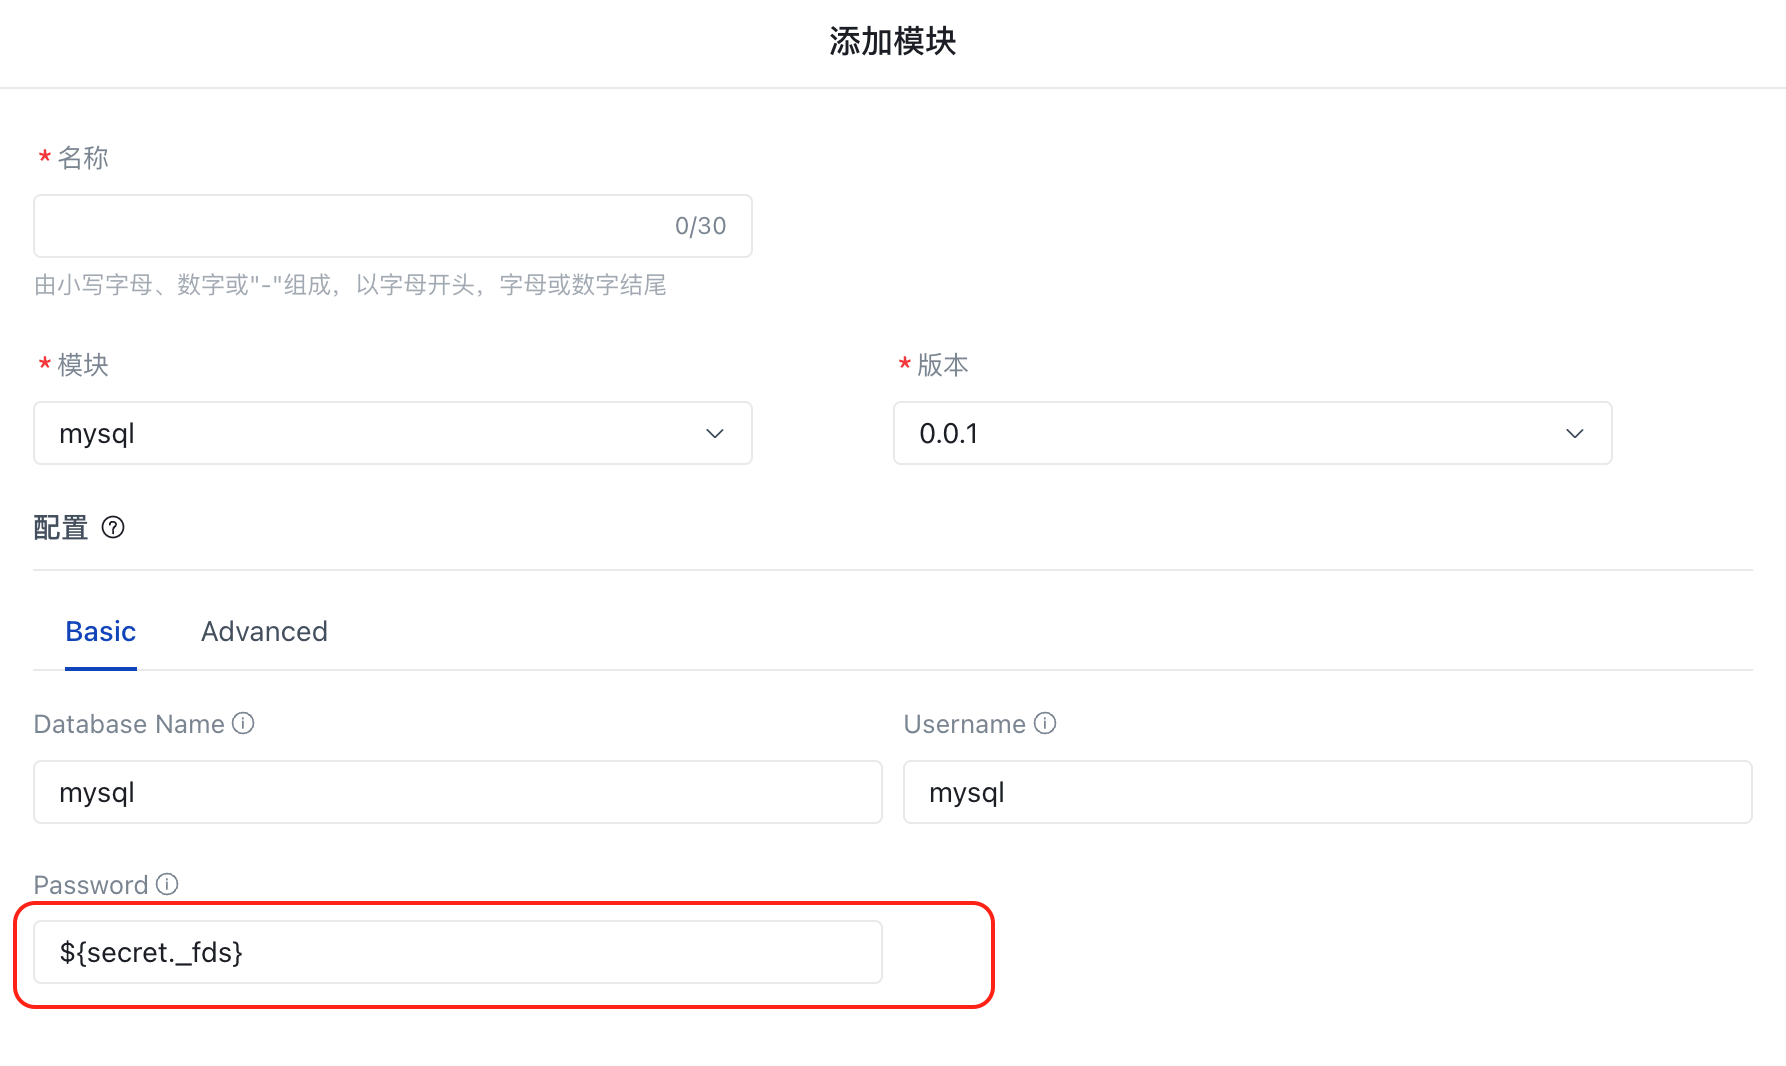 添加模块
* 名称
0/30
由小写字母、数字或"-"组成，以字母开头，字母或数字结尾
* 模块
* 版本
mysql
0.0.1
配置
Basic
Advanced
Database Name
Username
mysql
mysql
Password
${secret._fds}